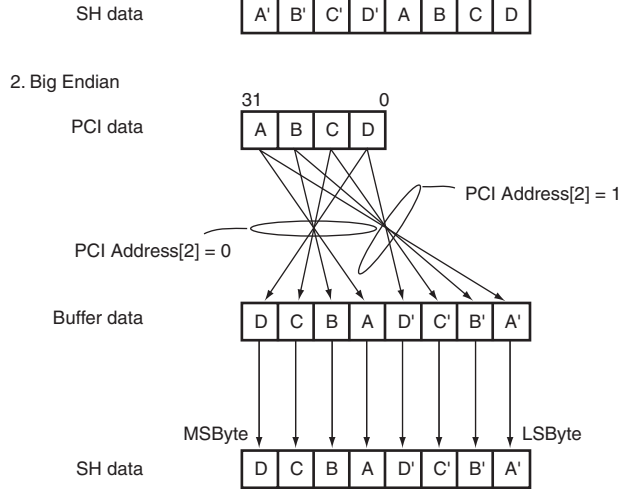 SH data A' B' C' D' A B C D
2. Big Endian
31 0
PCI data A B C D
PCI Address[2] = 1
PCI Address[2] = 0
Buffer data D C B A D' C' B' A'
MSByte LSByte
SH data D C B A D' C' B' A'